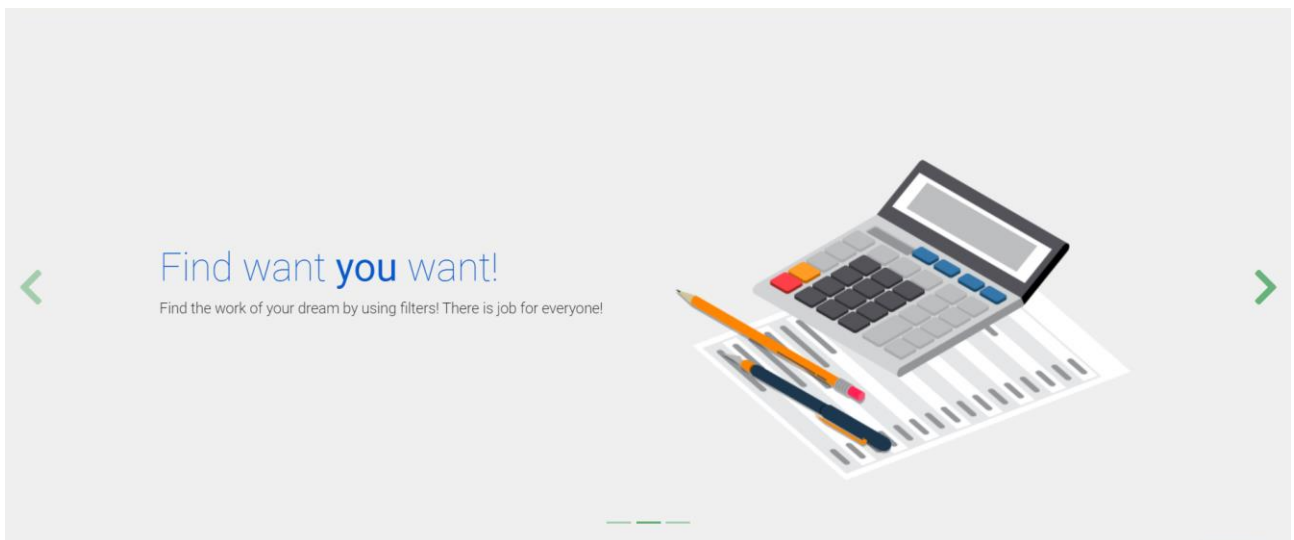 Find want you want!
Find the work of your dream by using filters! There is job for everyone!